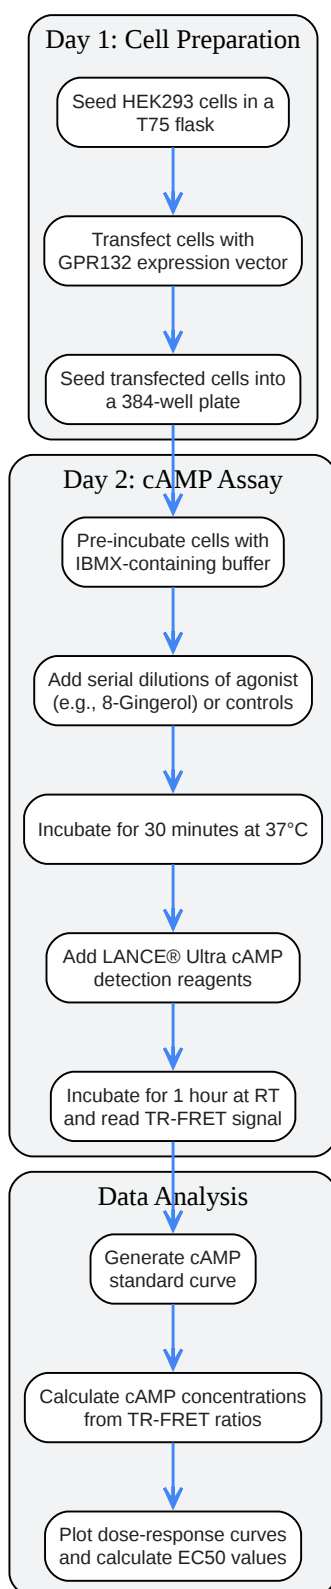 Day 1: Cell Preparation
Seed HEK293 cells in a
T75 flask
Transfect cells with
GPR132 expression vector
Seed transfected cells into
a 384-well plate
Day 2: cAMP Assay
Pre-incubate cells with
IBMX-containing buffer
Add serial dilutions of agonist
(e.g., 8-Gingerol) or controls
Incubate for 30 minutes at 37°C
Add LANCE® Ultra cAMP
detection reagents
Incubate for 1 hour at RT
and read TR-FRET signal
Data Analysis
Generate cAMP
standard curve
Calculate cAMP concentrations
from TR-FRET ratios
Plot dose-response curves
and calculate EC50 values